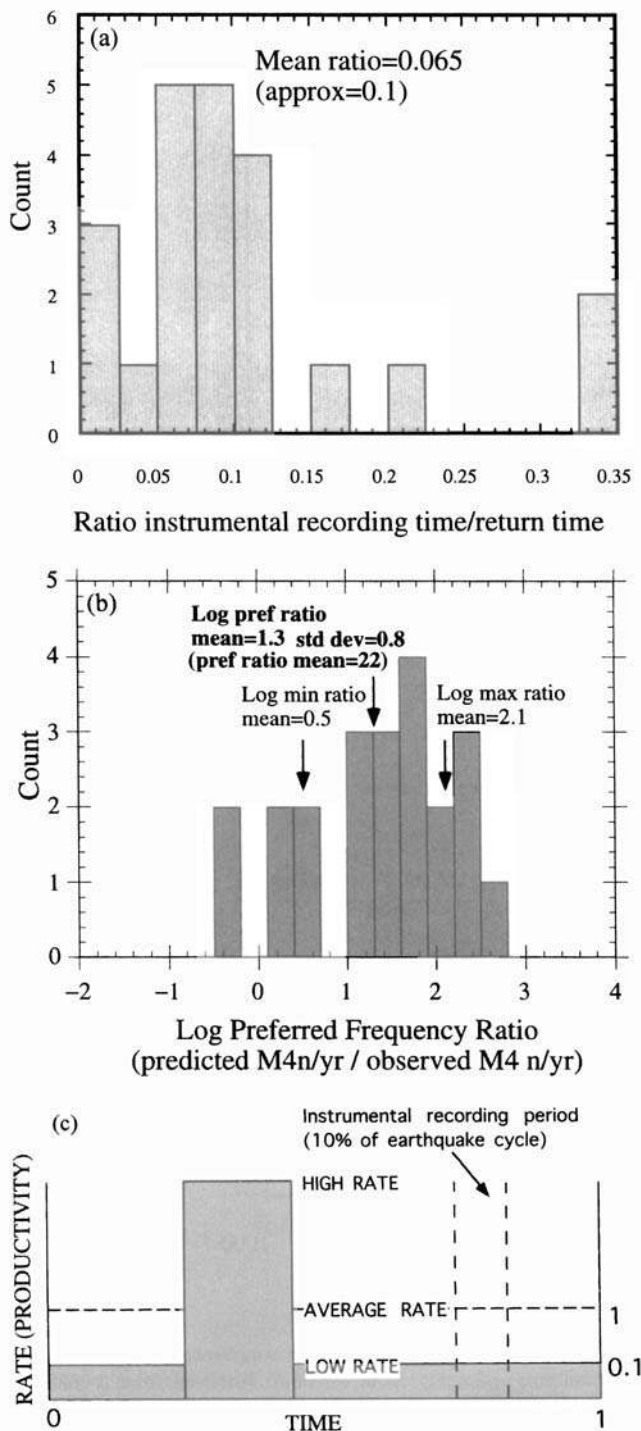 (a)
Mean ratio=0.065
(approx=0.1)
6
5
4
3
2
1
0
Count
0 0.05 0.1 0.15 0.2 0.25 0.3 0.35
Ratio instrumental recording time/return time
(b)
Log pref ratio
mean=1.3 std dev=0.8
(pref ratio mean=22)
Log min ratio
mean=0.5
Log max ratio
mean=2.1
5
4
3
2
1
0
Count
−2 −1 0 1 2 3 4
Log Preferred Frequency Ratio
(predicted M4n/yr / observed M4 n/yr)
(c)
Instrumental recording period
(10% of earthquake cycle)
HIGH RATE
AVERAGE RATE
1
LOW RATE
0.1
RATE (PRODUCTIVITY)
0 1
TIME